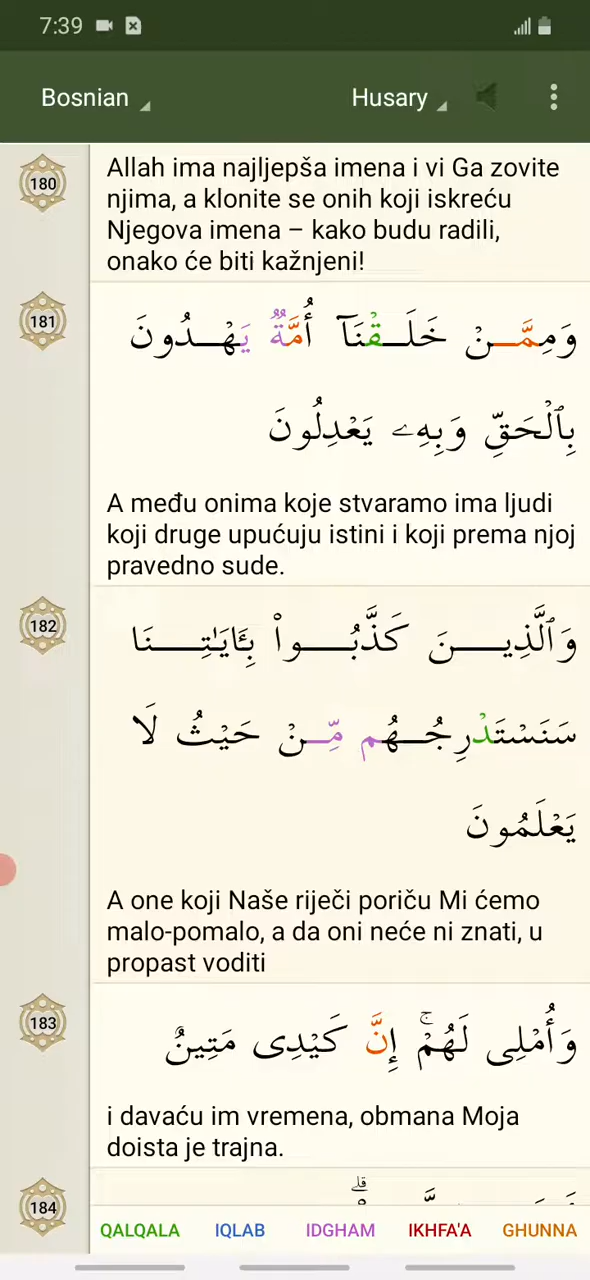 7:39
Bosnian
Husary
180
Allah ima najljepša imena i vi Ga zovite
njima, a klonite se onih koji iskreću
Njegova imena – kako budu radili,
onako će biti kažnjeni!
181
وَمِمَّنْ خَلَقْنَآ أُمَّةٌ يَهْدُونَ
بِٱلْحَقِّ وَبِهِۦ يَعْدِلُونَ
A među onima koje stvaramo ima ljudi
koji druge upućuju istini i koji prema njoj
pravedno sude.
182
وَٱلَّذِينَ كَذَّبُوا۟ بِـَٔايَـٰتِنَا
سَنَسْتَدْرِجُهُم مِّنْ حَيْثُ لَا
يَعْلَمُونَ
A one koji Naše riječi poriču Mi ćemo
malo-pomalo, a da oni neće ni znati, u
propast voditi
183
وَأُمْلِى لَهُمْ ۚ إِنَّ كَيْدِى مَتِينٌ
i davaću im vremena, obmana Moja
doista je trajna.
184
QALQALA IQLAB IDGHAM IKHFA'A GHUNNA